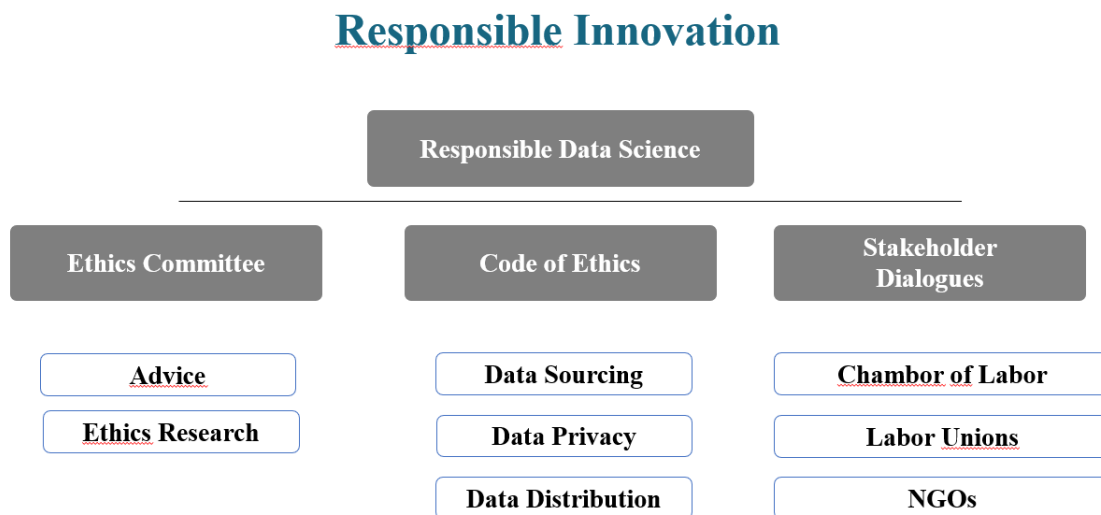 Responsible Innovation
Responsible Data Science
Ethics Committee
Code of Ethics
Stakeholder
Dialogues
Advice
Ethics Research
Data Sourcing
Data Privacy
Data Distribution
Chambor of Labor
Labor Unions
NGOs